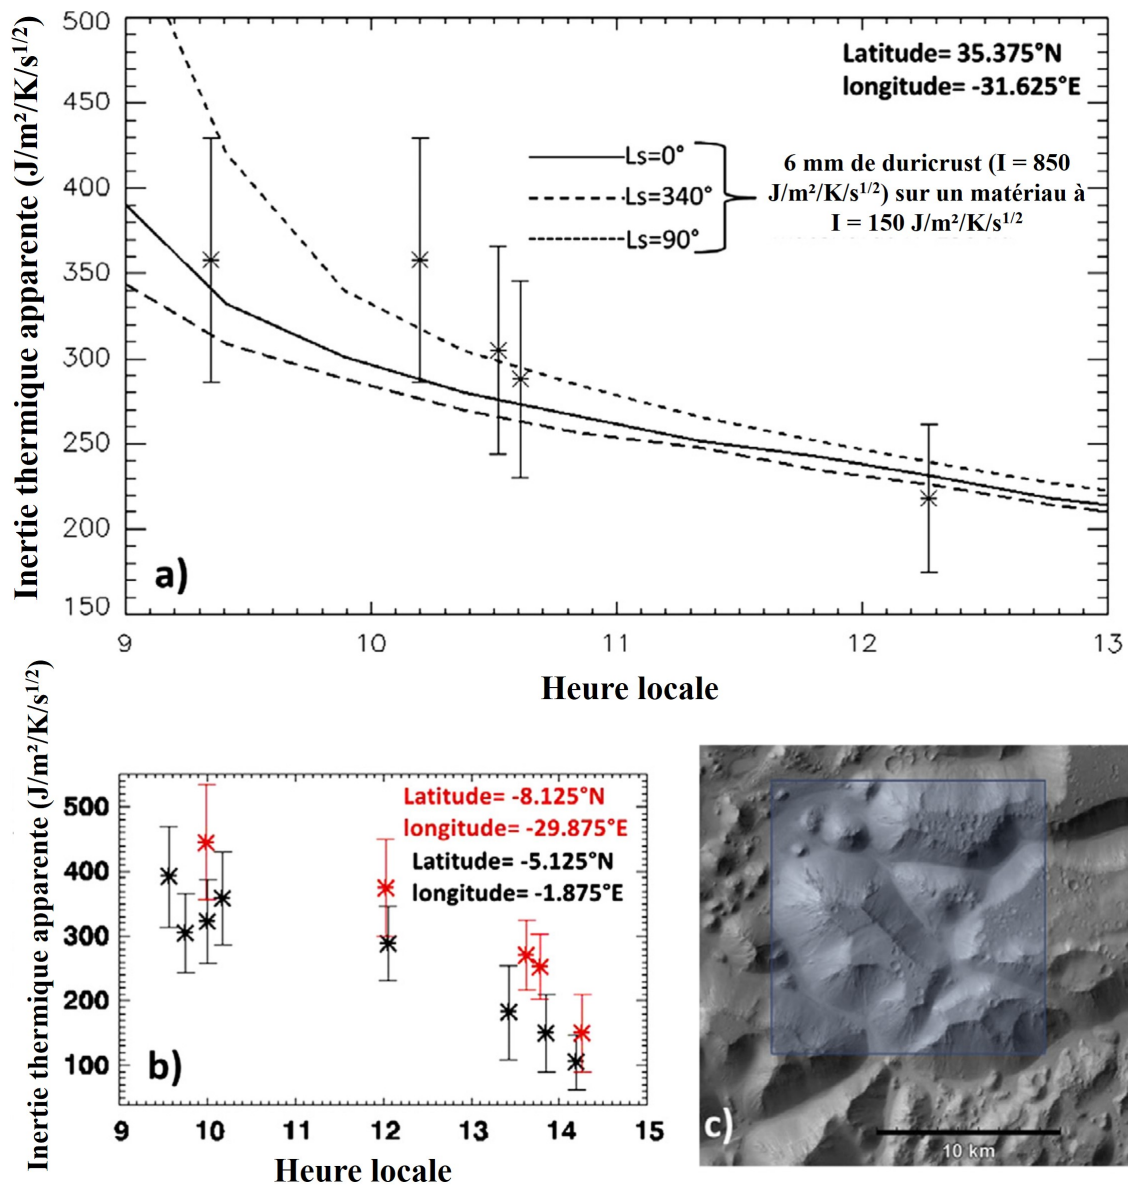 Inertie thermique apparente (J/m²/K/s^1/2)
500
450
400
350
300
250
200
150
Latitude= 35.375°N
longitude= -31.625°E
Ls=0°
Ls=340°
Ls=90°
6 mm de duricrust (I = 850
J/m²/K/s^1/2) sur un matériau à
I = 150 J/m²/K/s^1/2
a)
9
10
11
12
13
Heure locale
Inertie thermique apparente (J/m²/K/s^1/2)
500
400
300
200
100
Latitude= -8.125°N
longitude= -29.875°E
Latitude= -5.125°N
longitude= -1.875°E
b)
9
10
11
12
13
14
15
Heure locale
c)
10 km